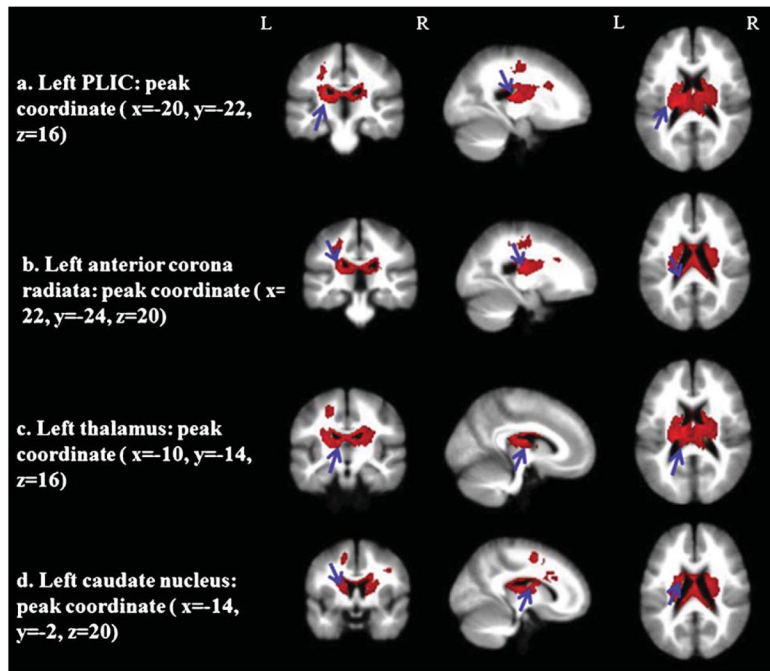 L R L R
a. Left PLIC: peak
coordinate ( x=-20, y=-22,
z=16)
b. Left anterior corona
radiata: peak coordinate ( x=
22, y=-24, z=20)
c. Left thalamus: peak
coordinate ( x=-10, y=-14,
z=16)
d. Left caudate nucleus:
peak coordinate ( x=-14,
y=-2, z=20)